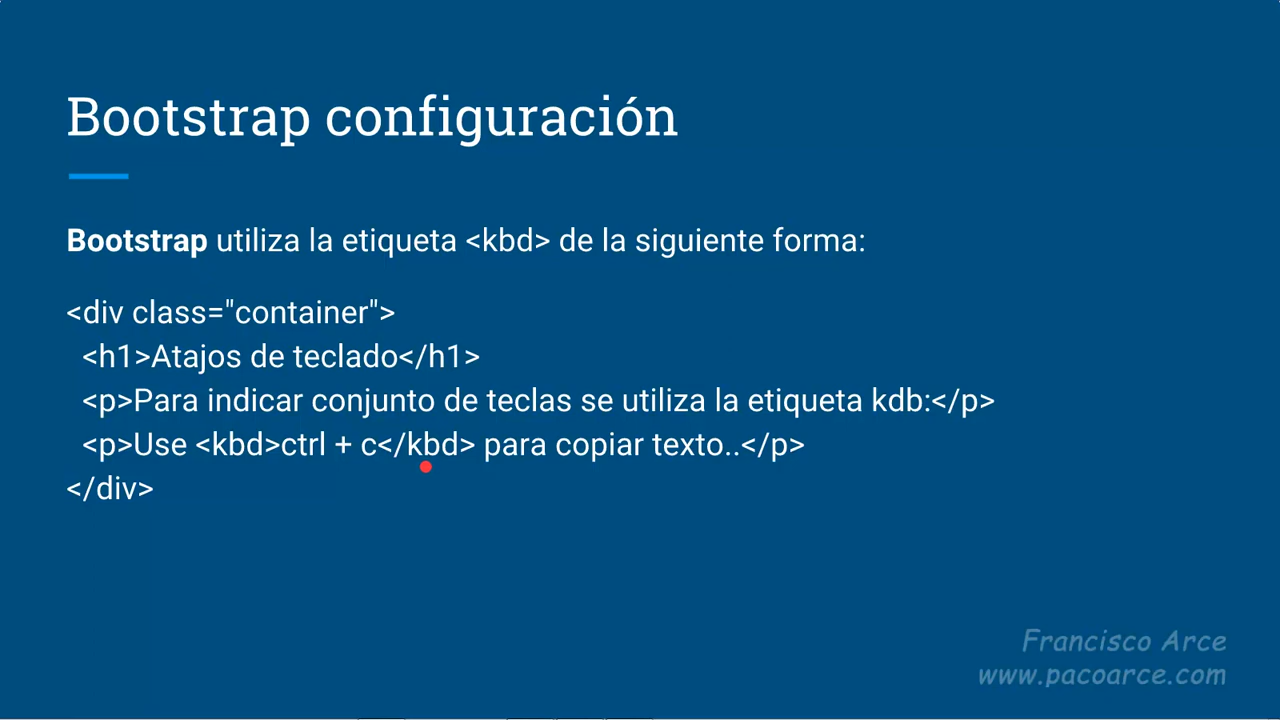 Bootstrap configuración
Bootstrap utiliza la etiqueta <kbd> de la siguiente forma:
<div class="container">
<h1>Atajos de teclado</h1>
<p>Para indicar conjunto de teclas se utiliza la etiqueta kdb:</p>
<p>Use <kbd>ctrl + c</kbd> para copiar texto..</p>
</div>
Francisco Arce
www.pacoarce.com